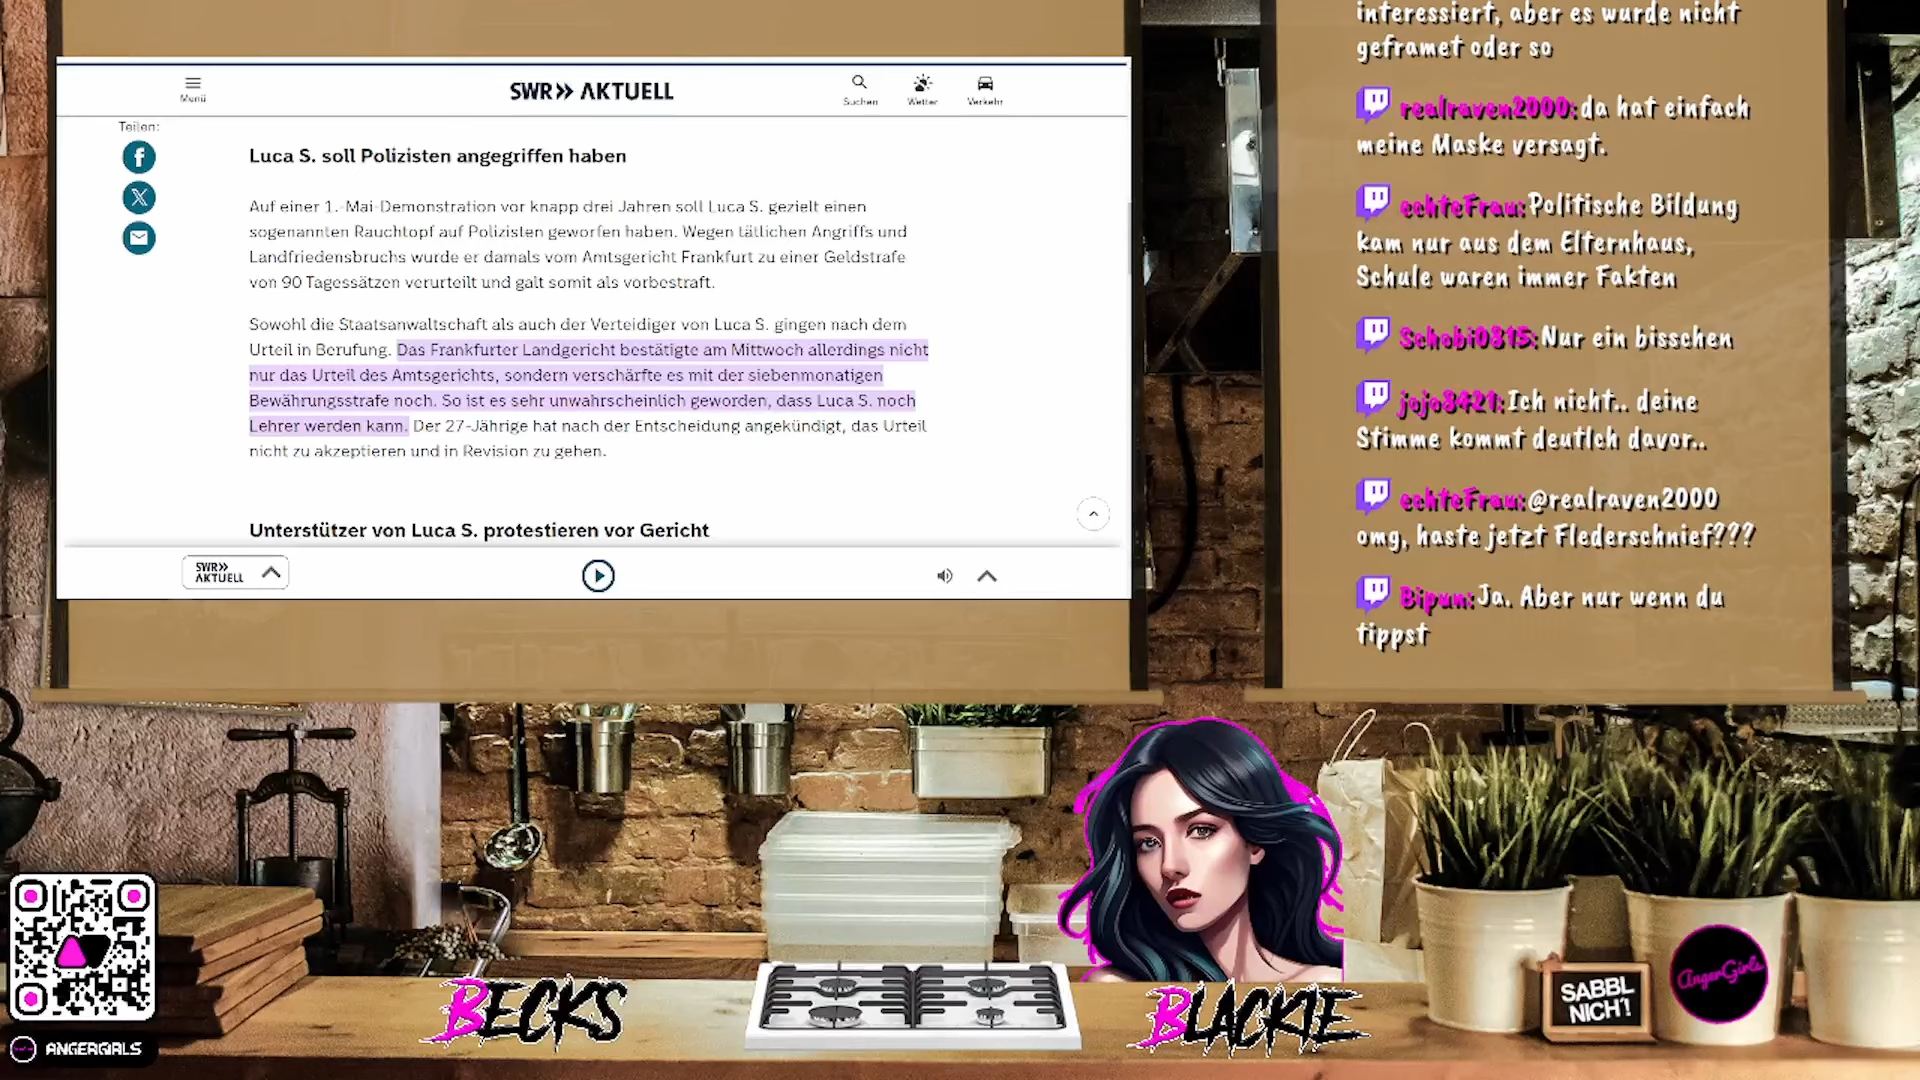 Menü
SWR» AKTUELL
Suchen
Wetter
Verkehr
Teilen:
Luca S. soll Polizisten angegriffen haben
Auf einer 1.-Mai-Demonstration vor knapp drei Jahren soll Luca S. gezielt einen
sogenannten Rauchtopf auf Polizisten geworfen haben. Wegen tätlichen Angriffs und
Landfriedensbruchs wurde er damals vom Amtsgericht Frankfurt zu einer Geldstrafe
von 90 Tagessätzen verurteilt und galt somit als vorbestraft.
Sowohl die Staatsanwaltschaft als auch der Verteidiger von Luca S. gingen nach dem
Urteil in Berufung. Das Frankfurter Landgericht bestätigte am Mittwoch allerdings nicht
nur das Urteil des Amtsgerichts, sondern verschärfte es mit der siebenmonatigen
Bewährungsstrafe noch. So ist es sehr unwahrscheinlich geworden, dass Luca S. noch
Lehrer werden kann. Der 27-Jährige hat nach der Entscheidung angekündigt, das Urteil
nicht zu akzeptieren und in Revision zu gehen.
Unterstützer von Luca S. protestieren vor Gericht
SWR»
AKTUELL
interessiert, aber es wurde nicht
geframet oder so
realraven2000: da hat einfach
meine Maske versagt.
echteFrau: Politische Bildung
kam nur aus dem Elternhaus,
Schule waren immer Fakten
Schobi0815: Nur ein bisschen
jojo8421: Ich nicht.. deine
Stimme kommt deutlch davor..
echteFrau: @realraven2000
omg, haste jetzt Flederschnief???
Bipun: Ja. Aber nur wenn du
tippst
BECKS
BLACKIE
SABBL
NICH'!
AngerGirls
ANGERGIRLS